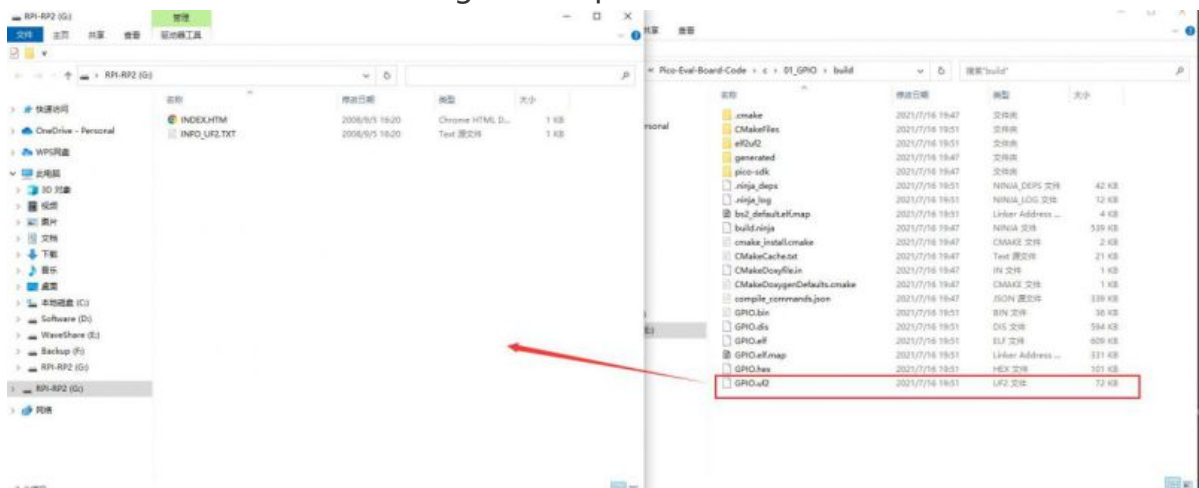 RPI-RP2 (G:)
管理
文件
主页
共享
查看
驱动器工具
RPI-RP2 (G:)
名称
修改日期
类型
大小
INDEX.HTM
2008/9/5 16:20
Chrome HTML D...
1 KB
INFO_UF2.TXT
2008/9/5 16:20
Text 源文件
1 KB
快速访问
OneDrive - Personal
WPS网盘
此电脑
3D 对象
视频
图片
文档
下载
音乐
桌面
本地磁盘 (C:)
Software (D:)
WaveShare (E:)
Backup (F:)
RPI-RP2 (G:)
RPI-RP2 (G:)
网络
共享
查看
Pico-Eval-Board-Code › c › 01_GPIO › build
搜索"build"
名称
修改日期
类型
大小
.cmake
2021/7/16 19:47
文件夹
CMakeFiles
2021/7/16 19:51
文件夹
elf2uf2
2021/7/16 19:51
文件夹
generated
2021/7/16 19:47
文件夹
pico-sdk
2021/7/16 19:47
文件夹
.ninja_deps
2021/7/16 19:51
NINJA_DEPS 文件
42 KB
.ninja_log
2021/7/16 19:51
NINJA_LOG 文件
12 KB
bs2_default.elf.map
2021/7/16 19:51
Linker Address ...
4 KB
build.ninja
2021/7/16 19:47
NINJA 文件
539 KB
cmake_install.cmake
2021/7/16 19:47
CMAKE 文件
2 KB
CMakeCache.txt
2021/7/16 19:47
Text 源文件
21 KB
CMakeDoxyfile.in
2021/7/16 19:47
IN 文件
1 KB
CMakeDoxygenDefaults.cmake
2021/7/16 19:47
CMAKE 文件
1 KB
compile_commands.json
2021/7/16 19:47
JSON 源文件
339 KB
GPIO.bin
2021/7/16 19:51
BIN 文件
36 KB
GPIO.dis
2021/7/16 19:51
DIS 文件
594 KB
GPIO.elf
2021/7/16 19:51
ELF 文件
609 KB
GPIO.elf.map
2021/7/16 19:51
Linker Address ...
331 KB
GPIO.hex
2021/7/16 19:51
HEX 文件
101 KB
GPIO.uf2
2021/7/16 19:51
UF2 文件
72 KB